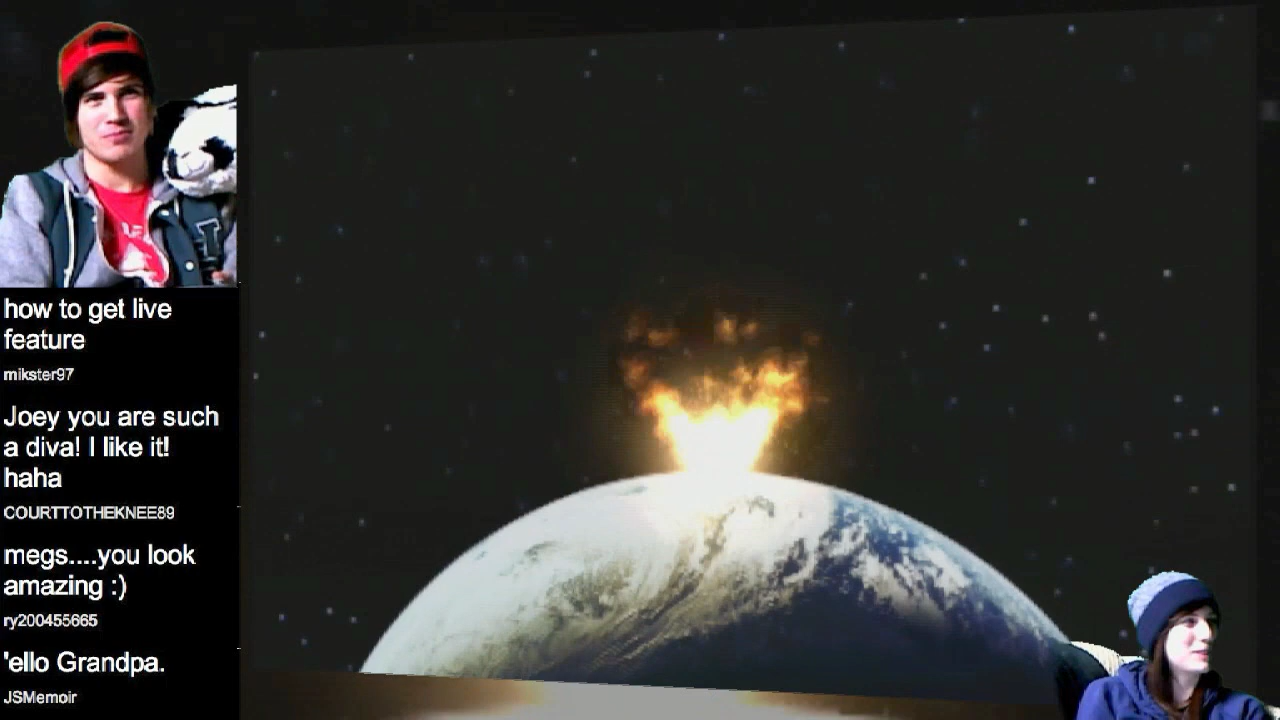 how to get live
feature
mikster97
Joey you are such
a diva! I like it!
haha
COURTTOTHEKNEE89
megs....you look
amazing :)
ry200455665
'ello Grandpa.
JSMemoir